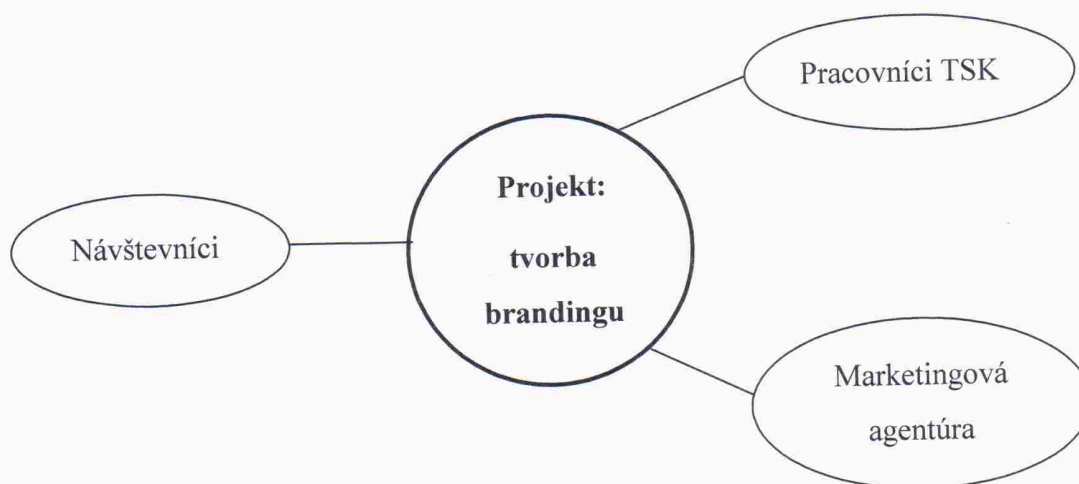 Pracovníci TSK
Projekt:
tvorba
brandingu
Návštevníci
Marketingová
agentúra